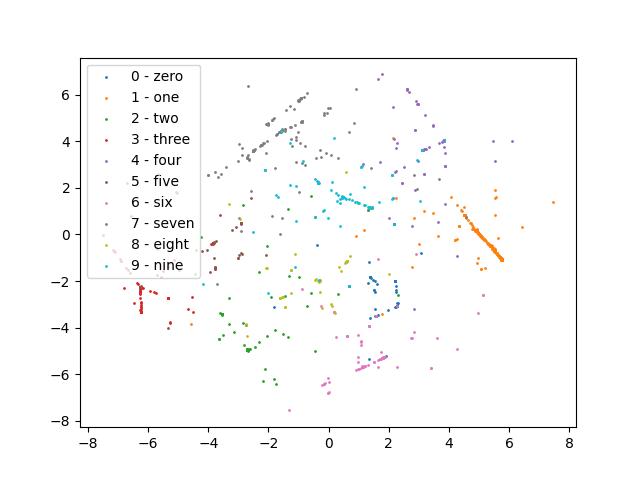 0 - zero
1 - one
2 - two
3 - three
4 - four
5 - five
6 - six
7 - seven
8 - eight
9 - nine
6
4
2
0
−2
−4
−6
−8
−8 −6 −4 −2 0 2 4 6 8